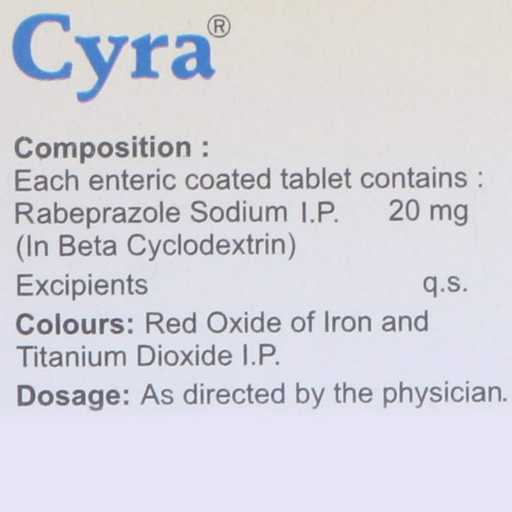 Cyra®
Composition :
Each enteric coated tablet contains :
Rabeprazole Sodium I.P. 20 mg
(In Beta Cyclodextrin)
Excipients q.s.
Colours: Red Oxide of Iron and
Titanium Dioxide I.P.
Dosage: As directed by the physician.